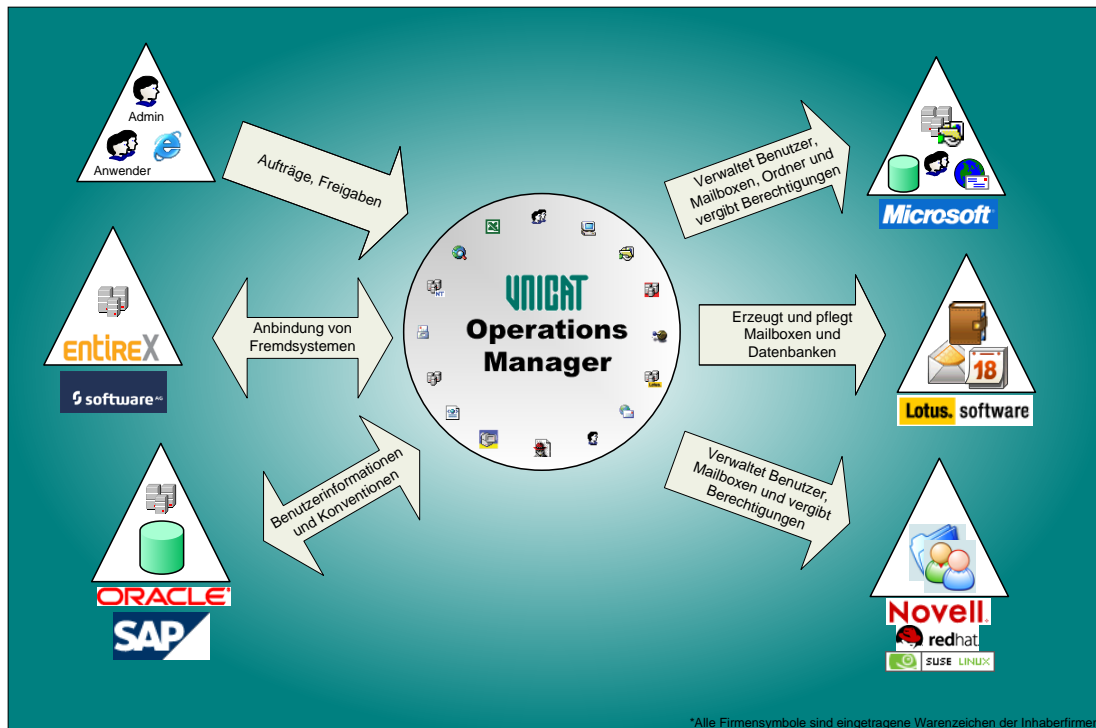 Admin
Anwender
Aufträge, Freigaben
Verwaltet Benutzer,
Mailboxen, Ordner und
vergibt Berechtigungen
Microsoft
entireX
software AG
Anbindung von
Fremdsystemen
NT
UNICAT
Operations
Manager
Lotus.
Erzeugt und pflegt
Mailboxen und
Datenbanken
18
Lotus. software
Benutzerinformationen
und Konventionen
ORACLE
SAP
Verwaltet Benutzer,
Mailboxen und vergibt
Berechtigungen
Novell.
redhat
SUSE LINUX
*Alle Firmensymbole sind eingetragene Warenzeichen der Inhaberfirmen